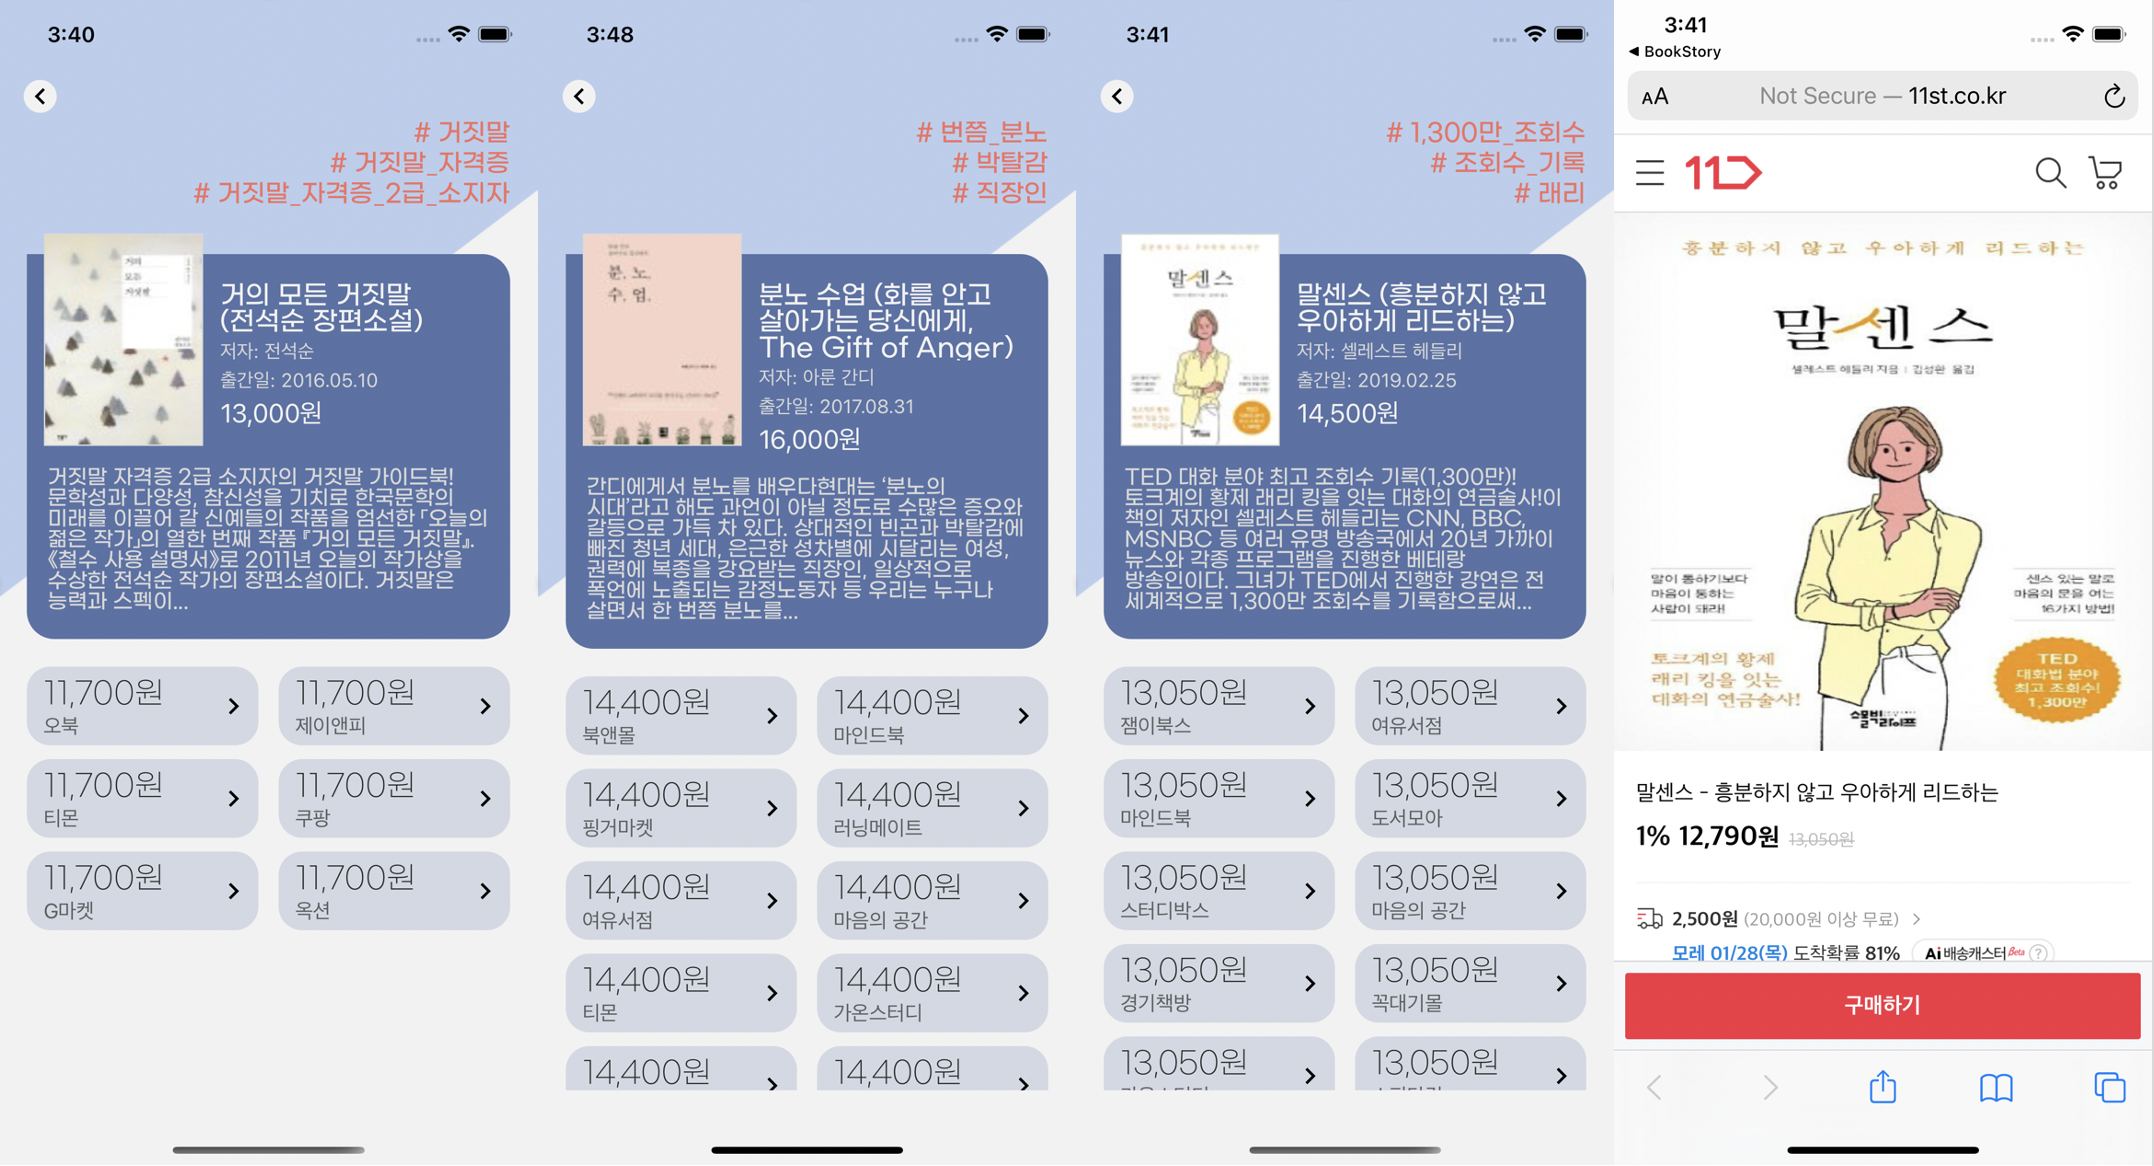 3:40
# 거짓말
# 거짓말_자격증
# 거짓말_자격증_2급_소지자
거의
모든
거짓말
거의 모든 거짓말
(전석순 장편소설)
저자: 전석순
출간일: 2016.05.10
13,000원
거짓말 자격증 2급 소지자의 거짓말 가이드북!
문학성과 다양성, 참신성을 기치로 한국문학의
미래를 이끌어 갈 신예들의 작품을 엄선한 「오늘의
젊은 작가」의 열한 번째 작품 『거의 모든 거짓말』.
《철수 사용 설명서》로 2011년 오늘의 작가상을
수상한 전석순 작가의 장편소설이다. 거짓말은
능력과 스펙이...
11,700원
오북
11,700원
제이앤피
11,700원
티몬
11,700원
쿠팡
11,700원
G마켓
11,700원
옥션
3:48
# 번쯤_분노
# 박탈감
# 직장인
분. 노.
수. 업.
분노 수업 (화를 안고
살아가는 당신에게,
The Gift of Anger)
저자: 아룬 간디
출간일: 2017.08.31
16,000원
간디에게서 분노를 배우다현대는 ‘분노의
시대’라고 해도 과언이 아닐 정도로 수많은 증오와
갈등으로 가득 차 있다. 상대적인 빈곤과 박탈감에
빠진 청년 세대, 은근한 성차별에 시달리는 여성,
권력에 복종을 강요받는 직장인, 일상적으로
폭언에 노출되는 감정노동자 등 우리는 누구나
살면서 한 번쯤 분노를...
14,400원
북앤몰
14,400원
마인드북
14,400원
핑거마켓
14,400원
러닝메이트
14,400원
여유서점
14,400원
마음의 공간
14,400원
티몬
14,400원
가온스터디
14,400원
14,400원
3:41
# 1,300만_조회수
# 조회수_기록
# 래리
말센스
말센스 (흥분하지 않고
우아하게 리드하는)
저자: 셀레스트 헤들리
출간일: 2019.02.25
14,500원
TED 대화 분야 최고 조회수 기록(1,300만)!
토크계의 황제 래리 킹을 잇는 대화의 연금술사!이
책의 저자인 셀레스트 헤들리는 CNN, BBC,
MSNBC 등 여러 유명 방송국에서 20년 가까이
뉴스와 각종 프로그램을 진행한 베테랑
방송인이다. 그녀가 TED에서 진행한 강연은 전
세계적으로 1,300만 조회수를 기록함으로써...
13,050원
잼이북스
13,050원
여유서점
13,050원
마인드북
13,050원
도서모아
13,050원
스터디박스
13,050원
마음의 공간
13,050원
경기책방
13,050원
꼭대기몰
13,050원
13,050원
3:41
BookStory
AA
Not Secure — 11st.co.kr
11
흥분하지 않고 우아하게 리드하는
말센스
셀레스트 헤들리 지음 | 김성환 옮김
말이 통하기보다
마음이 통하는
사람이 돼라!
센스 있는 말로
마음의 문을 여는
16가지 방법!
토크계의 황제
래리 킹을 잇는
대화의 연금술사!
TED
대화법 분야
최고 조회수!
1,300만
스몰빅라이프
말센스 - 흥분하지 않고 우아하게 리드하는
1% 12,790원 13,050원
2,500원 (20,000원 이상 무료)
모레 01/28(목) 도착확률 81% Ai 배송캐스터 Beta ?
구매하기